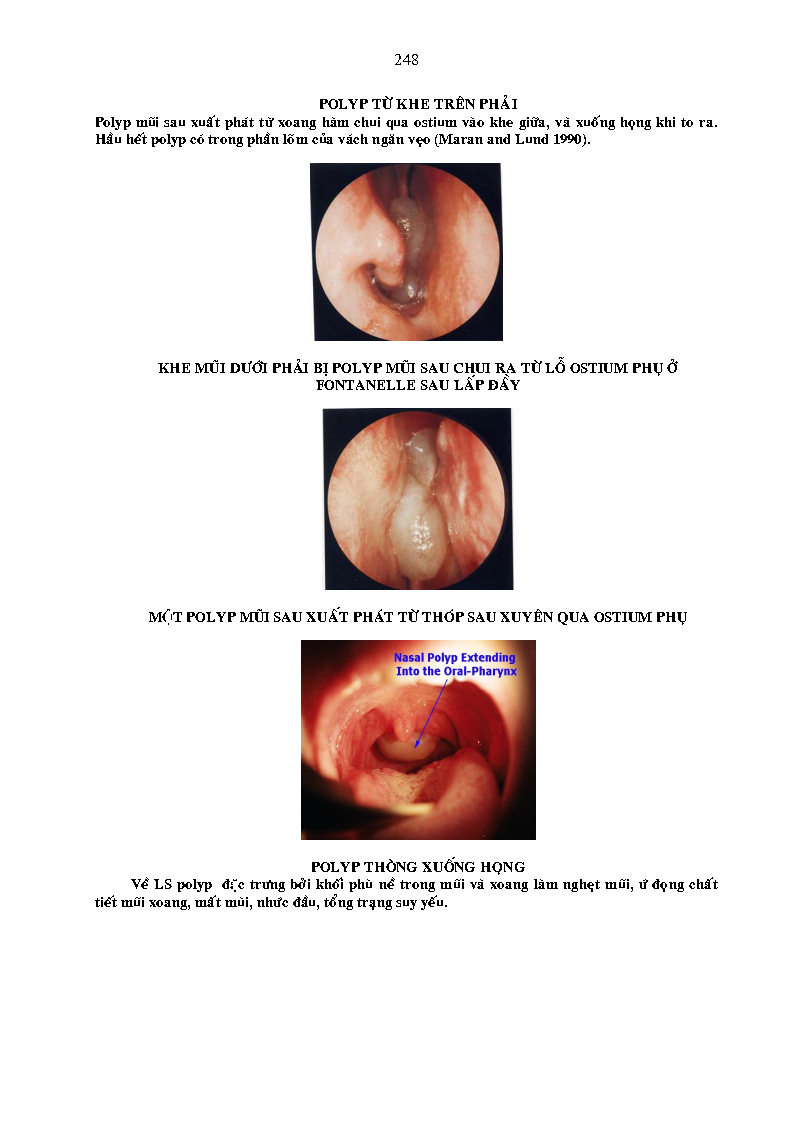 248
POLYP TỪ KHE TRÊN PHẢI
Polyp mũi sau xuất phát từ xoang hàm chui qua ostium vào khe giữa, và xuống họng khi to ra.
Hầu hết polyp có trong phần lõm của vách ngăn vẹo (Maran and Lund 1990).
KHE MŨI DƯỚI PHẢI BỊ POLYP MŨI SAU CHUI RA TỪ LỖ OSTIUM PHỤ Ở
FONTANELLE SAU LẤP ĐẦY
MỘT POLYP MŨI SAU XUẤT PHÁT TỪ THÓP SAU XUYÊN QUA OSTIUM PHỤ
Nasal Polyp Extending
Into the Oral-Pharynx
POLYP THÒNG XUỐNG HỌNG
Về LS polyp đặc trưng bởi khối phù nề trong mũi và xoang làm nghẹt mũi, ứ đọng chất
tiết mũi xoang, mất mùi, nhức đầu, tổng trạng suy yếu.